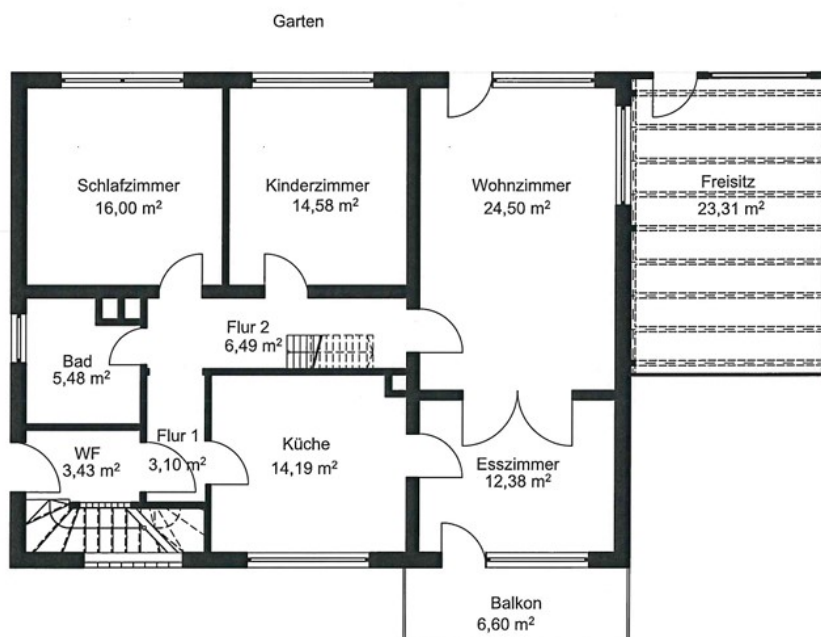 Garten
Schlafzimmer
16,00 m²
Kinderzimmer
14,58 m²
Wohnzimmer
24,50 m²
Freisitz
23,31 m²
Flur 2
6,49 m²
Bad
5,48 m²
WF
3,43 m²
Flur 1
3,10 m²
Küche
14,19 m²
Esszimmer
12,38 m²
Balkon
6,60 m²